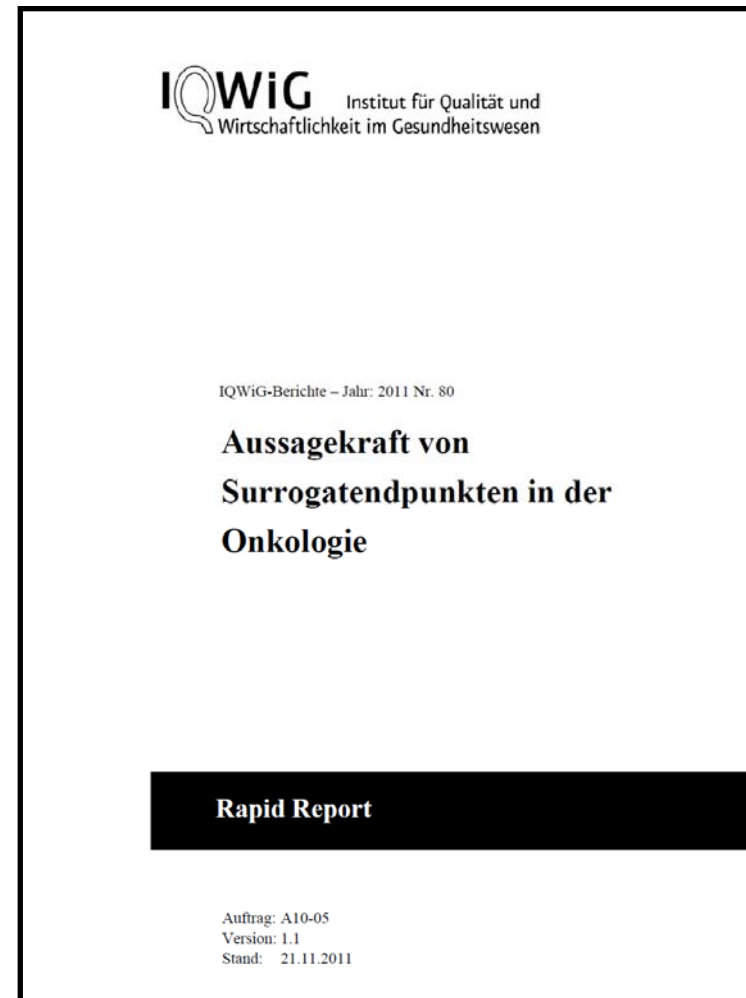 IQWiG Institut für Qualität und
Wirtschaftlichkeit im Gesundheitswesen
IQWiG-Berichte – Jahr: 2011 Nr. 80
Aussagekraft von
Surrogatendpunkten in der
Onkologie
Rapid Report
Auftrag: A10-05
Version: 1.1
Stand: 21.11.2011